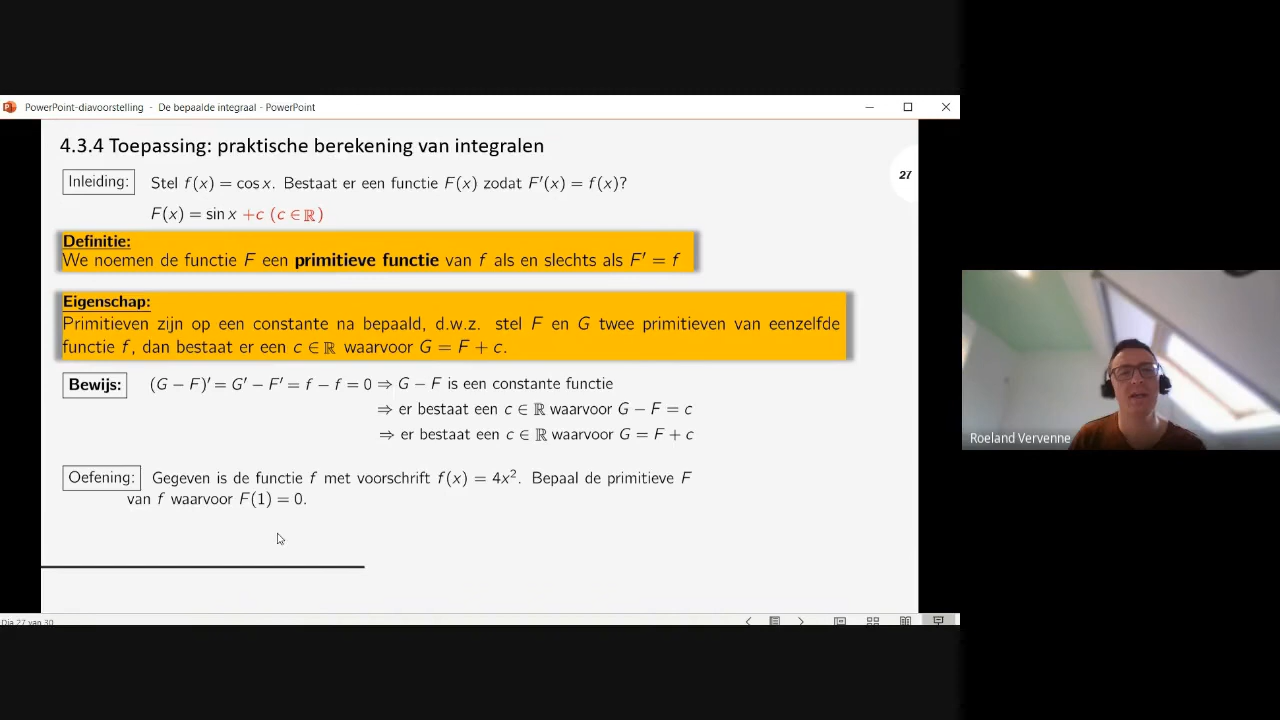 PowerPoint-diavoorstelling - De bepaalde integraal - PowerPoint
4.3.4 Toepassing: praktische berekening van integralen
27
Inleiding: Stel f(x) = cos x. Bestaat er een functie F(x) zodat F′(x) = f(x)?
F(x) = sin x +c (c ∈ ℝ)
Definitie:
We noemen de functie F een primitieve functie van f als en slechts als F′ = f
Eigenschap:
Primitieven zijn op een constante na bepaald, d.w.z. stel F en G twee primitieven van eenzelfde
functie f, dan bestaat er een c ∈ ℝ waarvoor G = F + c.
Bewijs: (G − F)′ = G′ − F′ = f − f = 0 ⇒ G − F is een constante functie
⇒ er bestaat een c ∈ ℝ waarvoor G − F = c
⇒ er bestaat een c ∈ ℝ waarvoor G = F + c
Roeland Vervenne
Oefening: Gegeven is de functie f met voorschrift f(x) = 4x². Bepaal de primitieve F
van f waarvoor F(1) = 0.
Dia 27 van 30